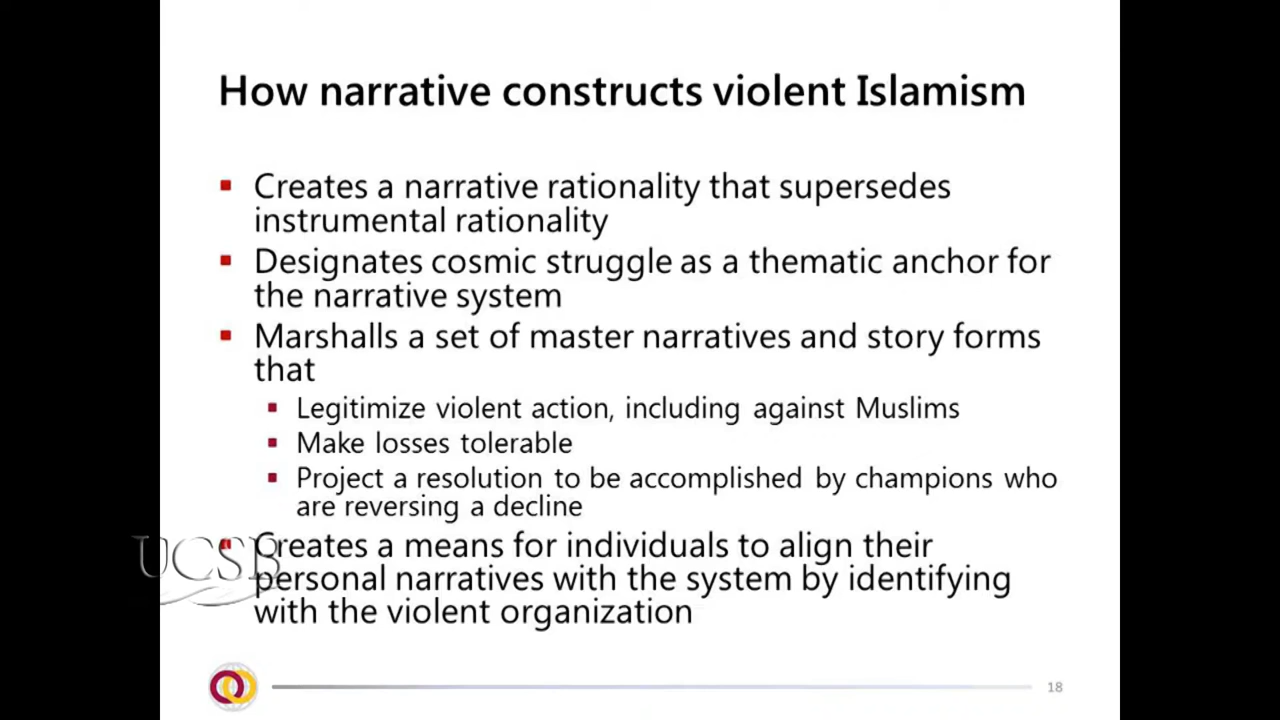 How narrative constructs violent Islamism
Creates a narrative rationality that supersedes
instrumental rationality
Designates cosmic struggle as a thematic anchor for
the narrative system
Marshalls a set of master narratives and story forms
that
Legitimize violent action, including against Muslims
Make losses tolerable
Project a resolution to be accomplished by champions who
are reversing a decline
Creates a means for individuals to align their
personal narratives with the system by identifying
with the violent organization
UCSB
18